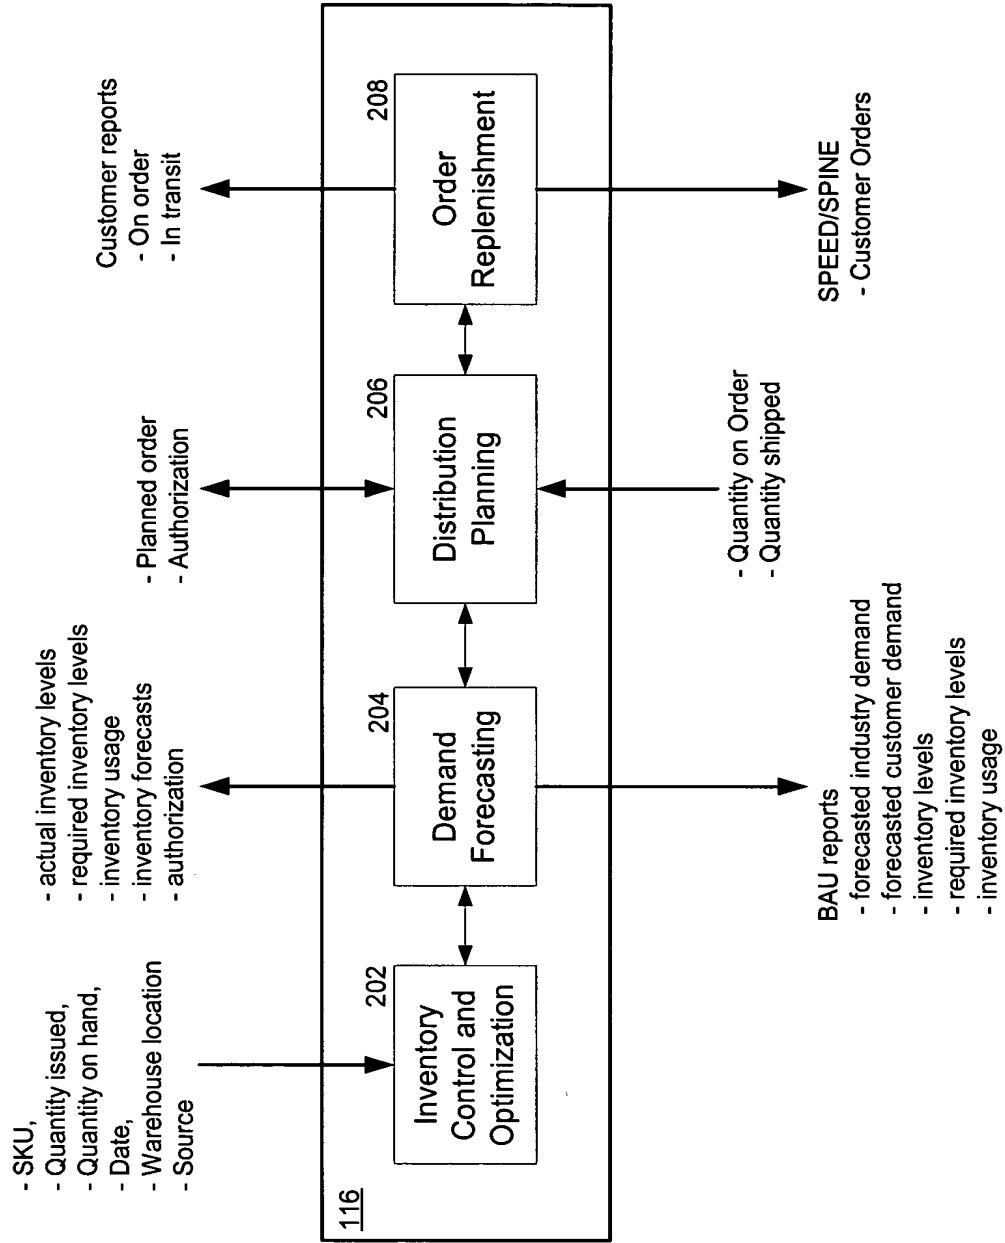 - SKU,
- Quantity issued,
- Quantity on hand,
- Date,
- Warehouse location
- Source
- actual inventory levels
- required inventory levels
- inventory usage
- inventory forecasts
- authorization
- Planned order
- Authorization
Customer reports
- On order
- In transit
116
202
Inventory
Control and
Optimization
204
Demand
Forecasting
206
Distribution
Planning
208
Order
Replenishment
BAU reports
- forecasted industry demand
- forecasted customer demand
- inventory levels
- required inventory levels
- inventory usage
- Quantity on Order
- Quantity shipped
SPEED/SPINE
- Customer Orders